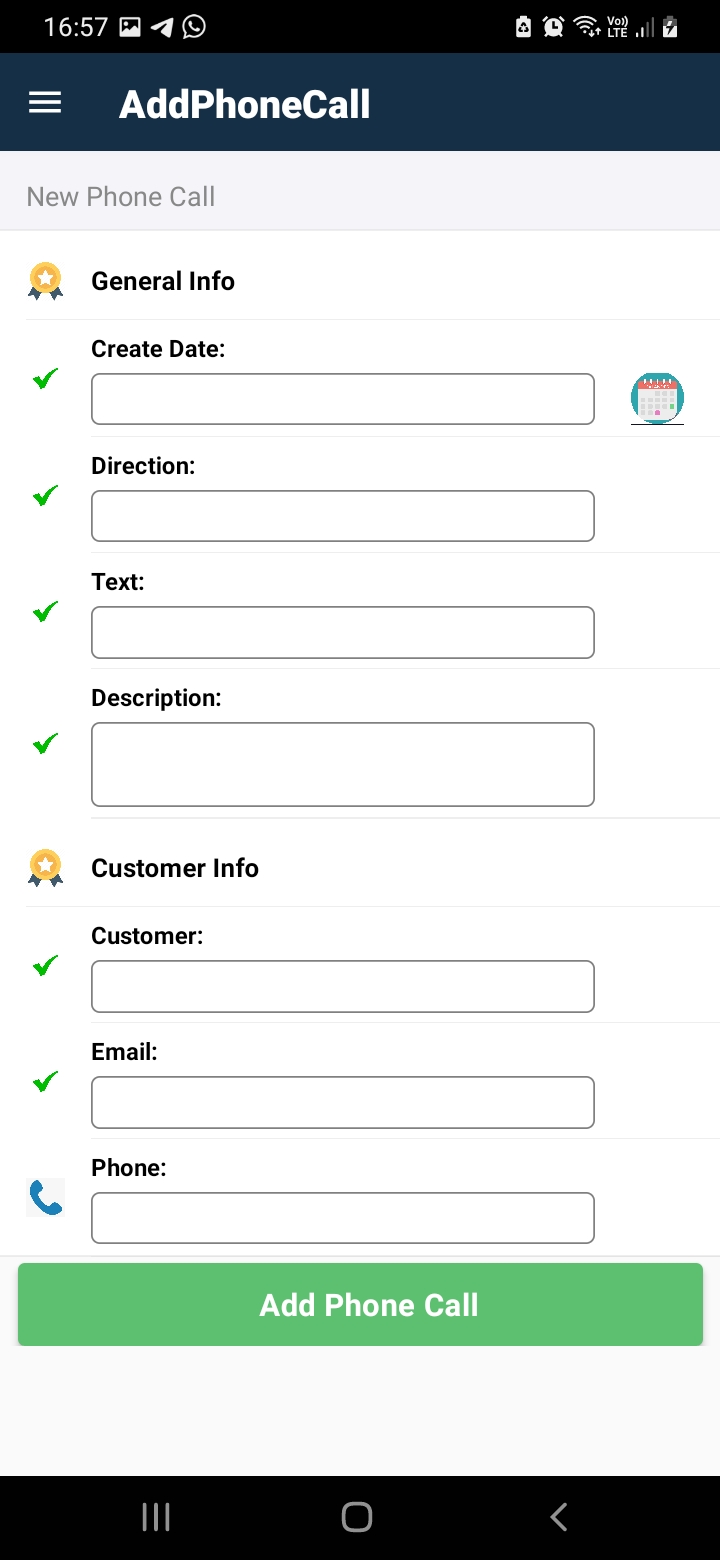 16:57
Vo)) LTE
AddPhoneCall
New Phone Call
General Info
Create Date:
Direction:
Text:
Description:
Customer Info
Customer:
Email:
Phone:
Add Phone Call